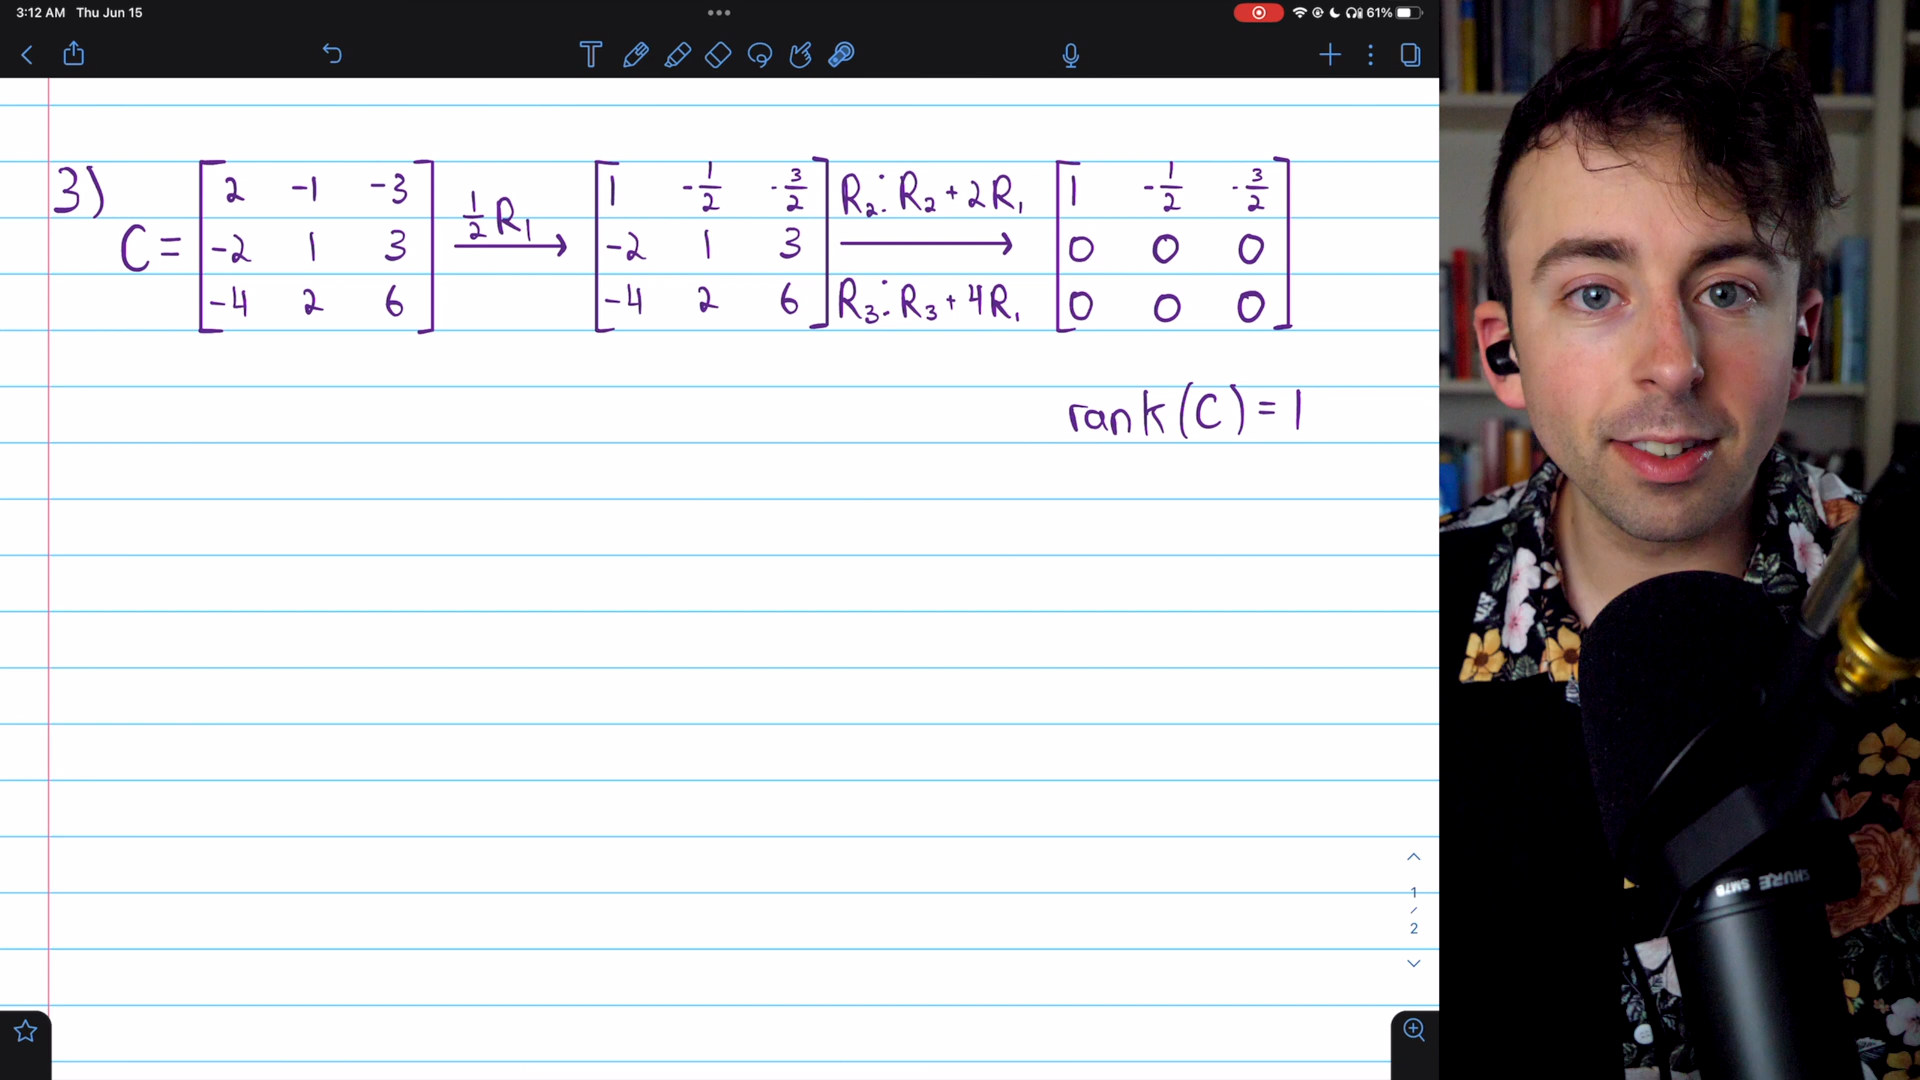 3:12 AM Thu Jun 15
61%
3)
C = [ 2 -1 -3 ; -2 1 3 ; -4 2 6 ] 1/2 R₁ → [ 1 -1/2 -3/2 ; -2 1 3 ; -4 2 6 ] R₂: R₂ + 2R₁ → R₃: R₃ + 4R₁ [ 1 -1/2 -3/2 ; 0 0 0 ; 0 0 0 ]
rank(C) = 1
1
/
2
SHURE SM7B